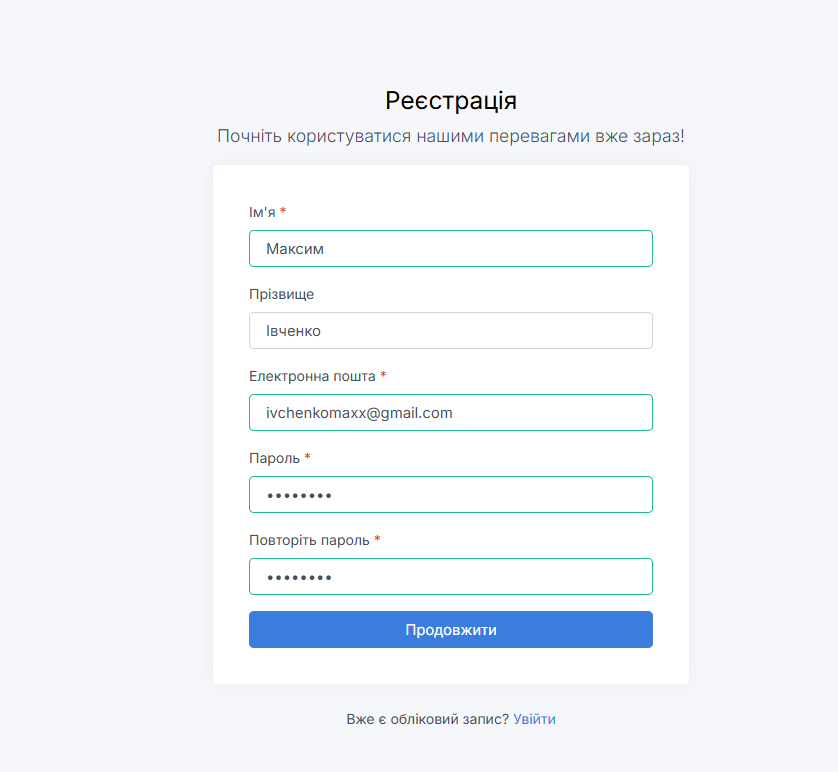 Реєстрація
Почніть користуватися нашими перевагами вже зараз!
Ім'я *
Максим
Прізвище
Івченко
Електронна пошта *
ivchenkomaxx@gmail.com
Пароль *
••••••••
Повторіть пароль *
••••••••
Продовжити
Вже є обліковий запис? Увійти